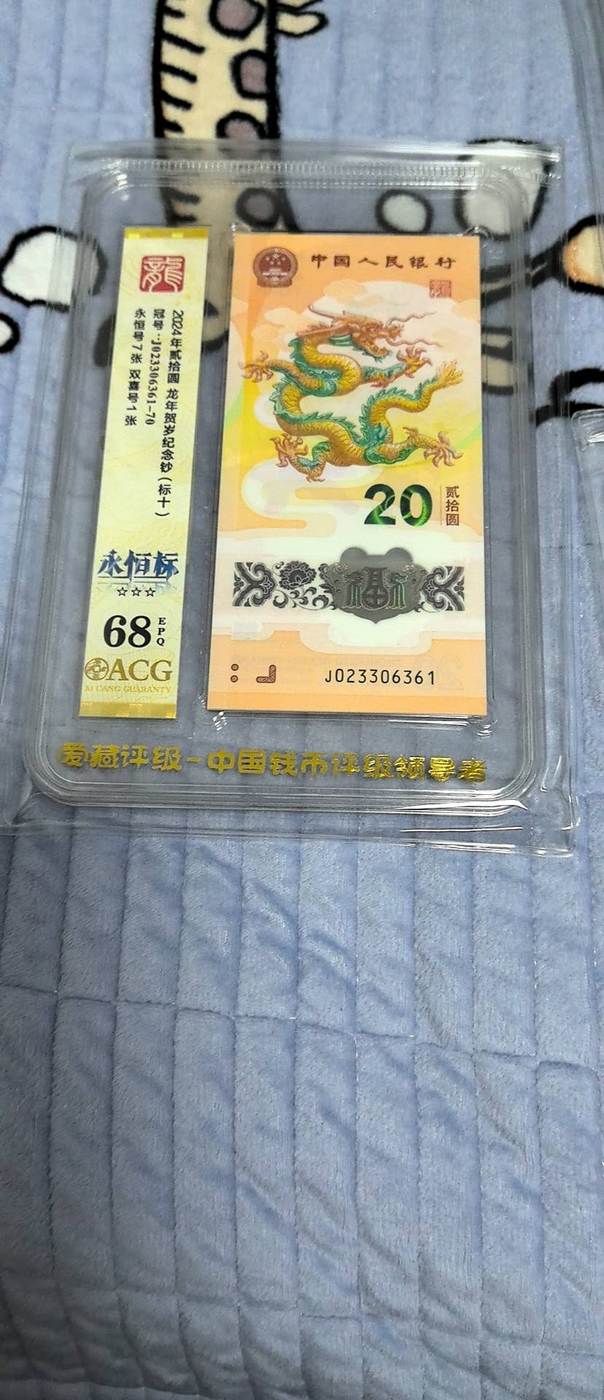 龍
2024年贰拾圆 龙年贺岁纪念钞（标十）
冠号：J023306361-70
永恒号7张 双喜号1张
永恒标
☆☆☆
68 EPQ
ACG
AI CANG GUARANTY
中国人民银行
龍
20 贰拾圆
福
J023306361
爱藏评级-中国钱币评级领导者